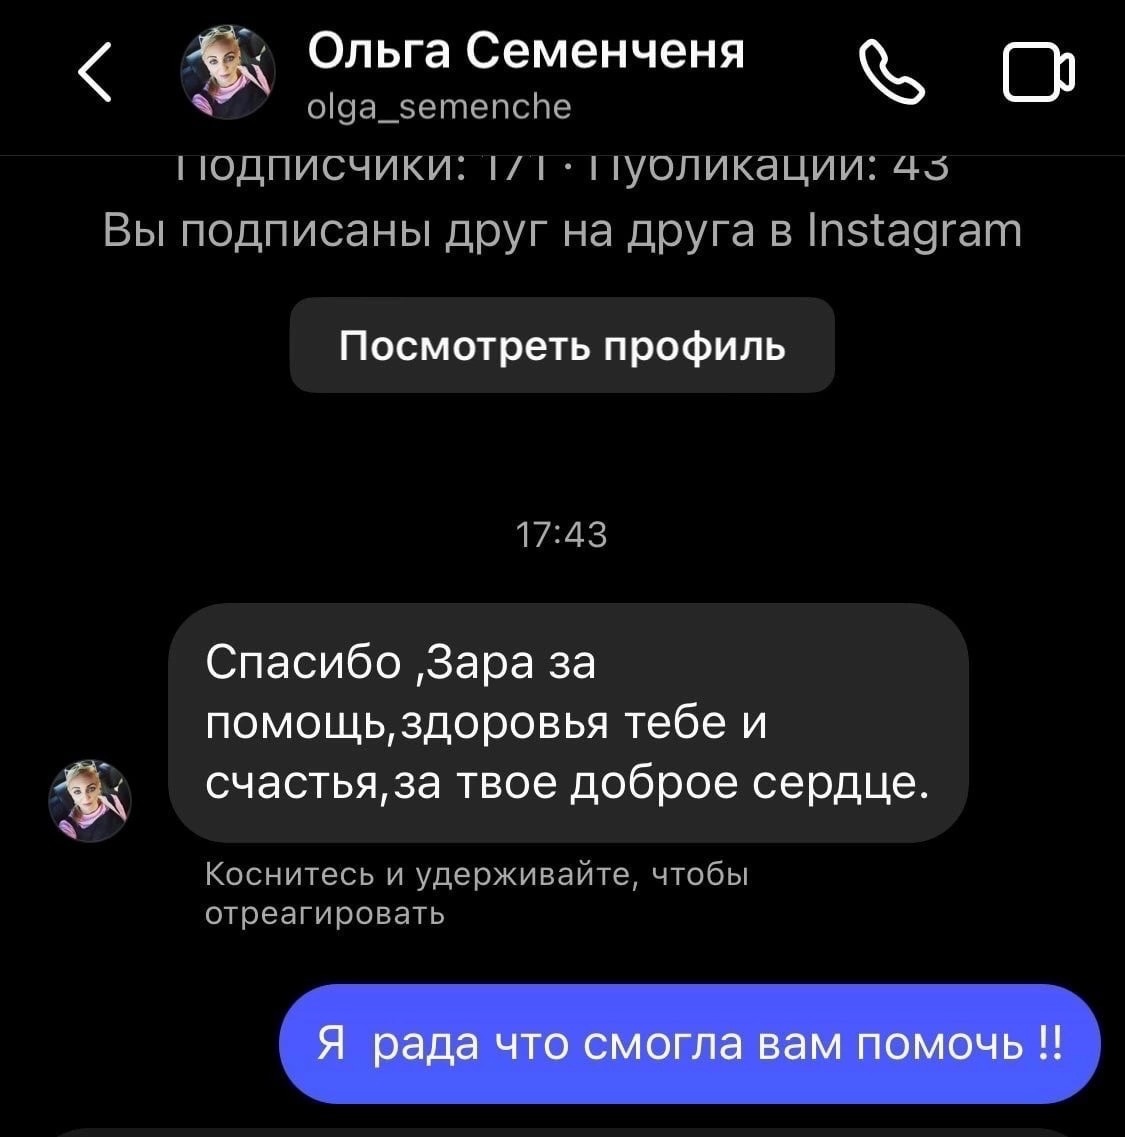 Ольга Семенченя
olga_semenche
Подписчики: 171 · Публикации: 43
Вы подписаны друг на друга в Instagram
Посмотреть профиль
17:43
Спасибо ,Зара за
помощь,здоровья тебе и
счастья,за твое доброе сердце.
Коснитесь и удерживайте, чтобы
отреагировать
Я  рада что смогла вам помочь !!